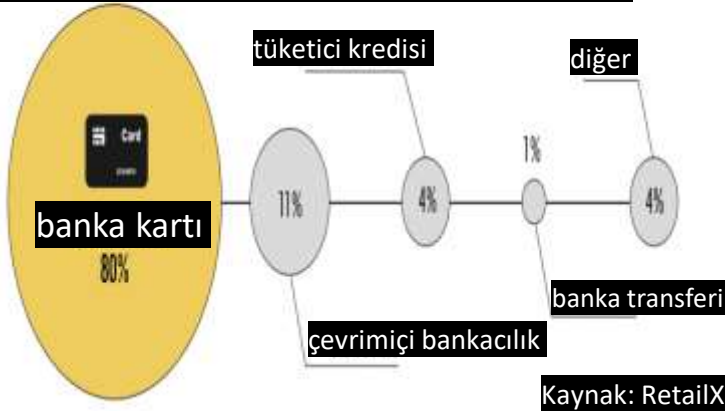 tüketici kredisi
diğer
Card
1%
11%
4%
4%
banka kartı
80%
banka transferi
çevrimiçi bankacılık
Kaynak: RetailX